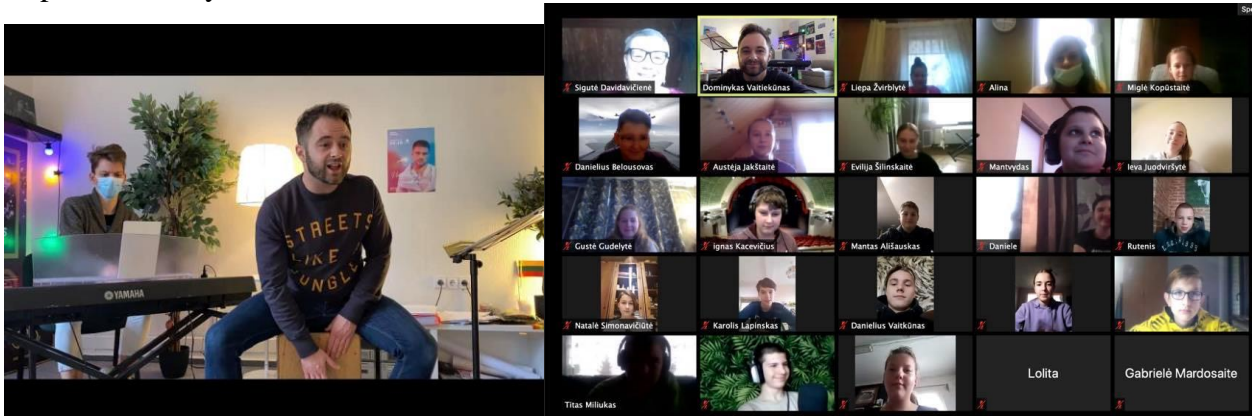 STREETS
LIKE
JUNGLE
YAMAHA
Sigutė Davidavičienė
Dominykas Vaitiekūnas
Liepa Žvirblytė
Alina
Miglė Kopūstaitė
Danielius Belousovas
Austėja Jakštaitė
Evilija Šilinskaitė
Mantvydas
Ieva Juodviršytė
Gustė Gudelytė
Ignas Kacevičius
Mantas Ališauskas
Daniele
Rutenis
Natalė Simonavičiūtė
Karolis Lapinskas
Danielius Vaitkūnas
Titas Miliukas
Lolita
Gabrielė Mardosaite